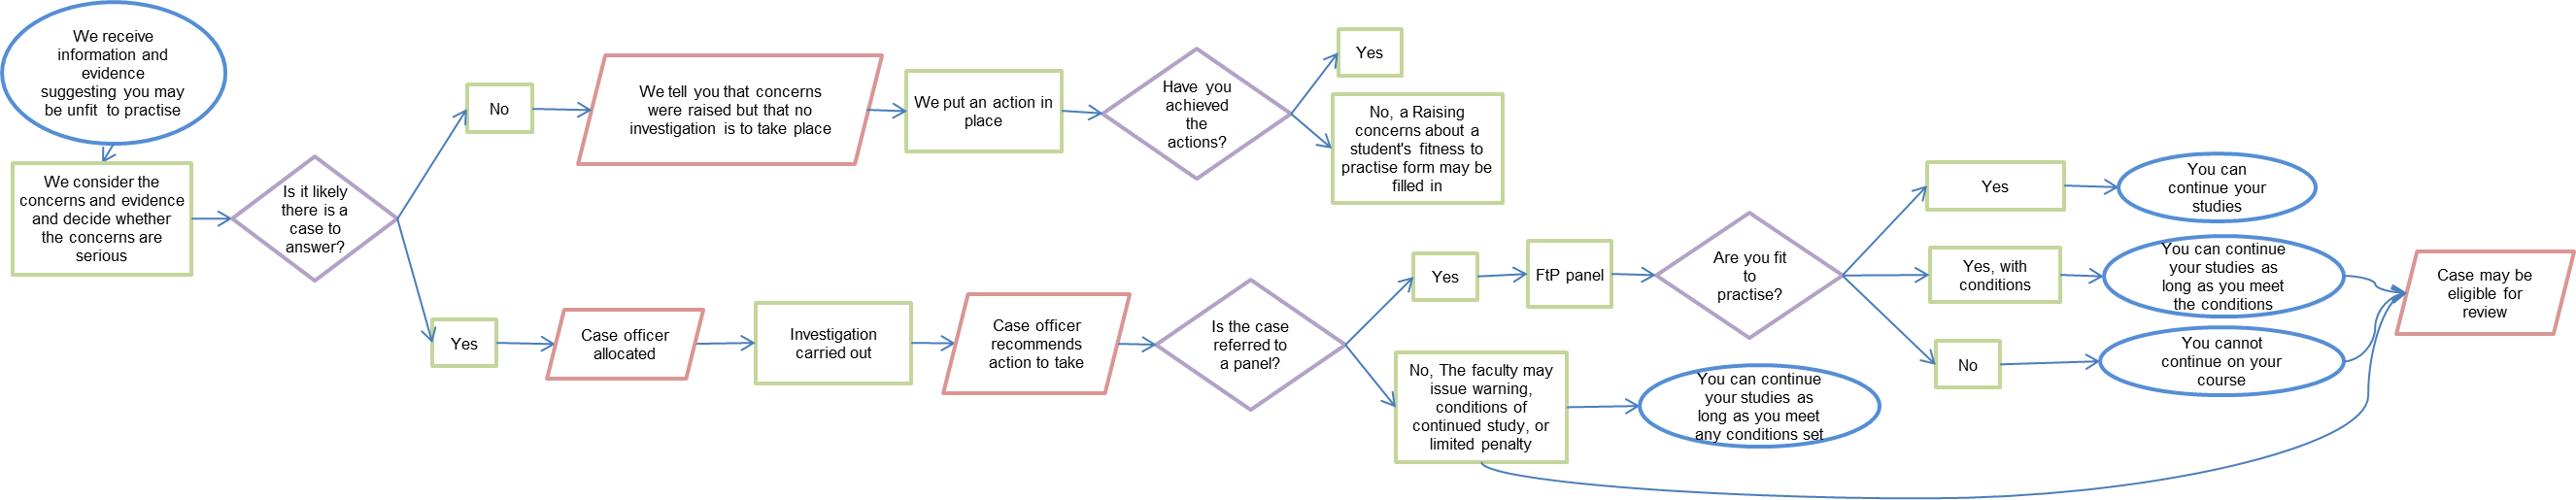 We receive
information and
evidence
suggesting you may
be unfit to practise
We consider the
concerns and evidence
and decide whether
the concerns are
serious
Is it likely
there is a
case to
answer?
No
We tell you that concerns
were raised but that no
investigation is to take place
We put an action in
place
Have you
achieved
the
actions?
Yes
No, a Raising
concerns about a
student's fitness to
practise form may be
filled in
Yes
Case officer
allocated
Investigation
carried out
Case officer
recommends
action to take
Is the case
referred to
a panel?
Yes
FtP panel
Are you fit
to
practise?
Yes
You can
continue your
studies
Yes, with
conditions
You can continue
your studies as
long as you meet
the conditions
No
You cannot
continue on your
course
No, The faculty may
issue warning,
conditions of
continued study, or
limited penalty
You can continue
your studies as
long as you meet
any conditions set
Case may be
eligible for
review